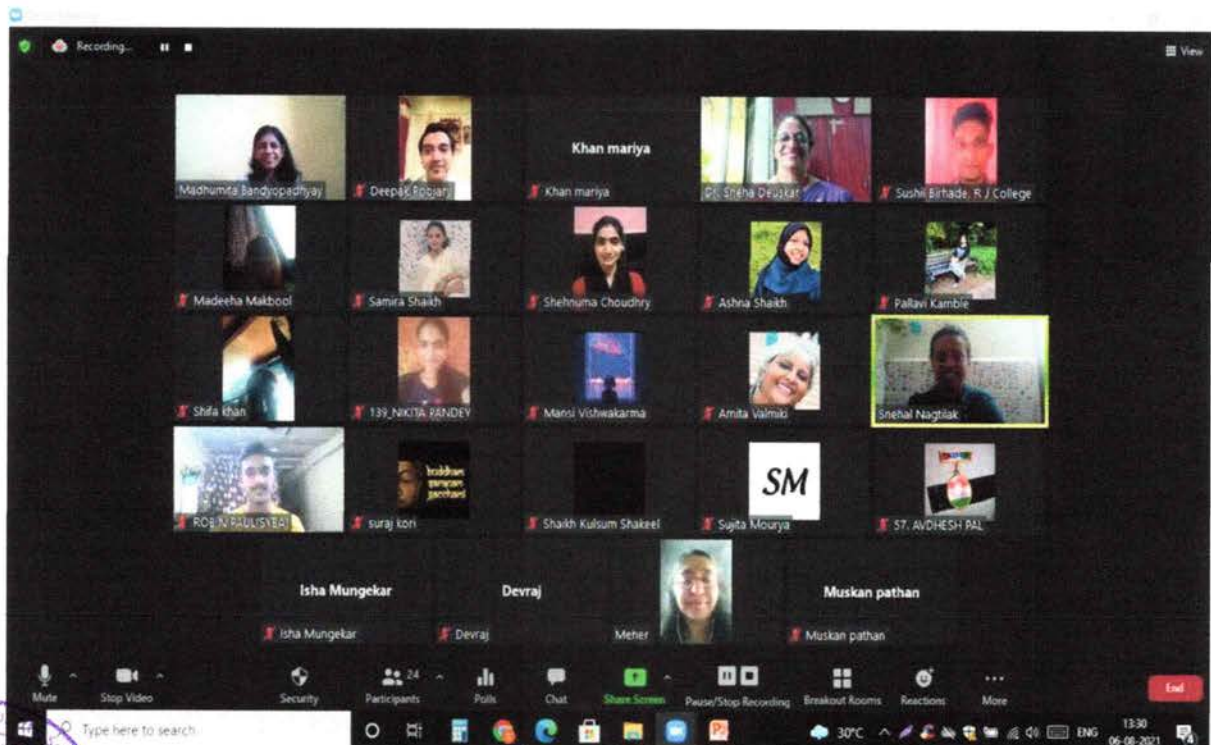 Recording...
View
Madhumita Bandyopadhyay
Deepak Popjary
Khan mariya
Khan mariya
Dr. Sneha Deuskar
Sushil Birhade, R J College
Madeeha Makbool
Samira Shaikh
Shehnuma Choudhry
Ashna Shaikh
Pallavi Kamble
Shifa khan
139_NIKITA PANDEY
Mansi Vishwakarma
Amita Valmiki
Snehal Nagtilak
suraj kori
buddham
saranam
gacchami
Shaikh Kulsum Shakeel
SM
Sujita Mourya
57. AVDHESH PAL
Isha Mungekar
Isha Mungekar
Devraj
Devraj
Meher
Muskan pathan
Muskan pathan
Mute
Stop Video
Security
24
Participants
Polls
Chat
Share Screen
Pause/Stop Recording
Breakout Rooms
Reactions
More
End
Type here to search
30°C
ENG
13:30
06-08-2021